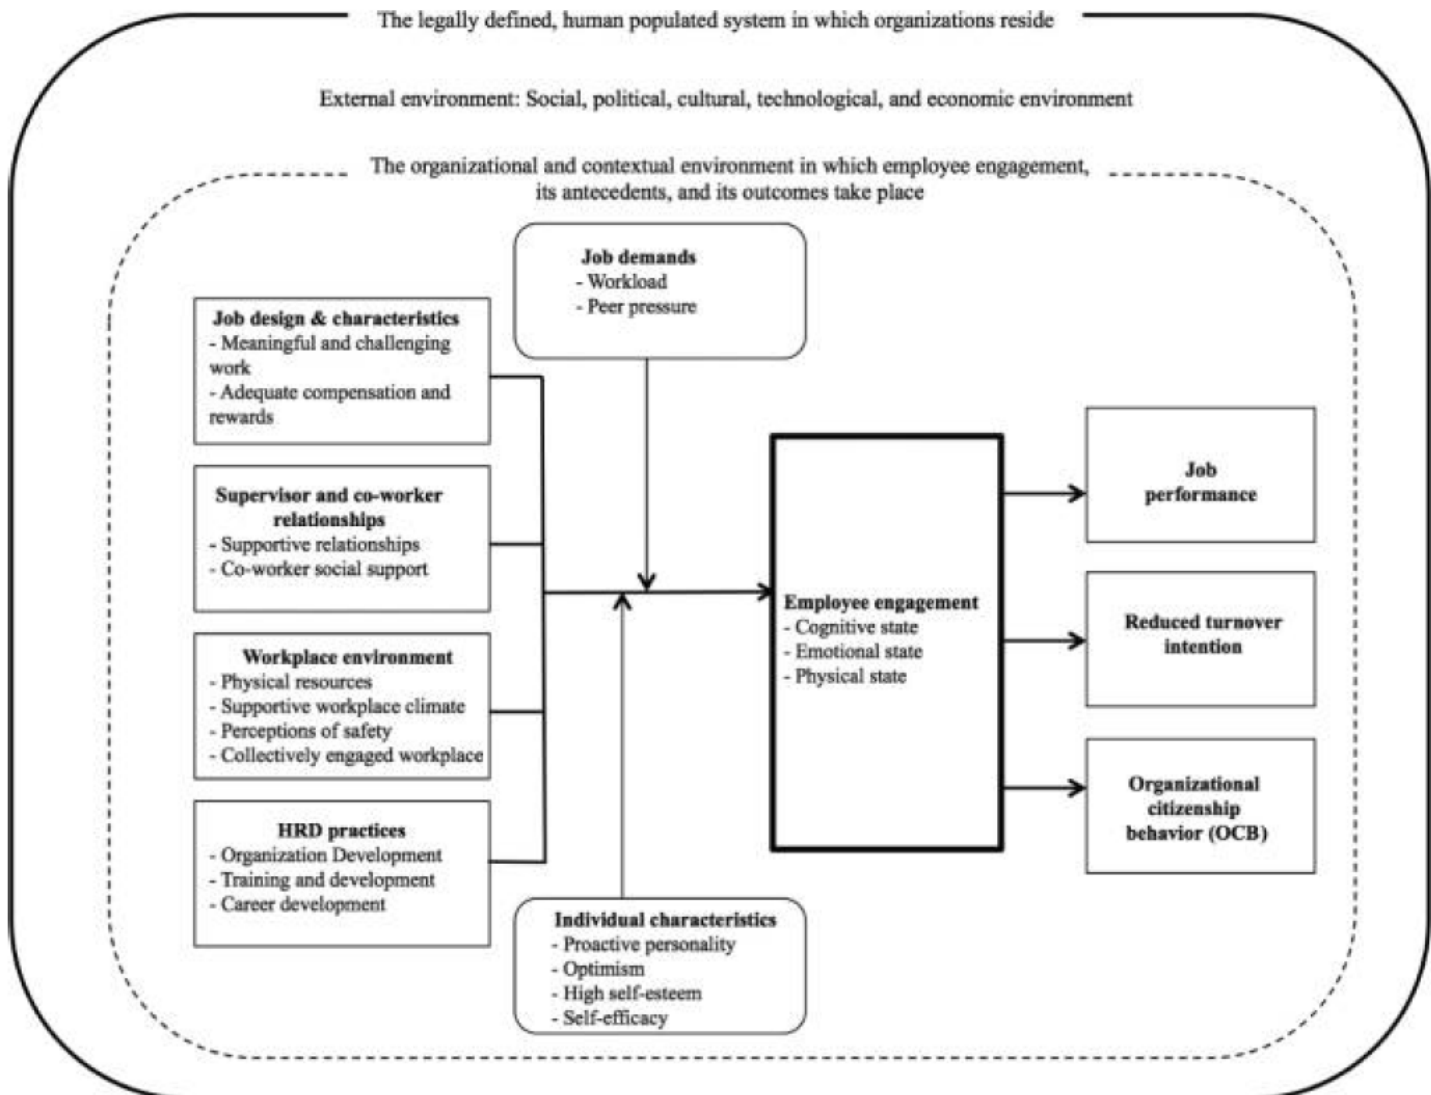 The legally defined, human populated system in which organizations reside
External environment: Social, political, cultural, technological, and economic environment
The organizational and contextual environment in which employee engagement,
its antecedents, and its outcomes take place
Job demands
- Workload
- Peer pressure
Job design & characteristics
- Meaningful and challenging
work
- Adequate compensation and
rewards
Supervisor and co-worker
relationships
- Supportive relationships
- Co-worker social support
Workplace environment
- Physical resources
- Supportive workplace climate
- Perceptions of safety
- Collectively engaged workplace
HRD practices
- Organization Development
- Training and development
- Career development
Individual characteristics
- Proactive personality
- Optimism
- High self-esteem
- Self-efficacy
Employee engagement
- Cognitive state
- Emotional state
- Physical state
Job
performance
Reduced turnover
intention
Organizational
citizenship
behavior (OCB)